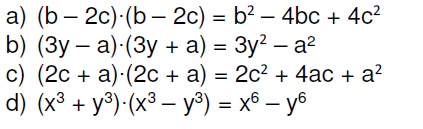 a) (b – 2c)·(b – 2c) = b² – 4bc + 4c²
b) (3y – a)·(3y + a) = 3y² – a²
c) (2c + a)·(2c + a) = 2c² + 4ac + a²
d) (x³ + y³)·(x³ – y³) = x⁶ – y⁶